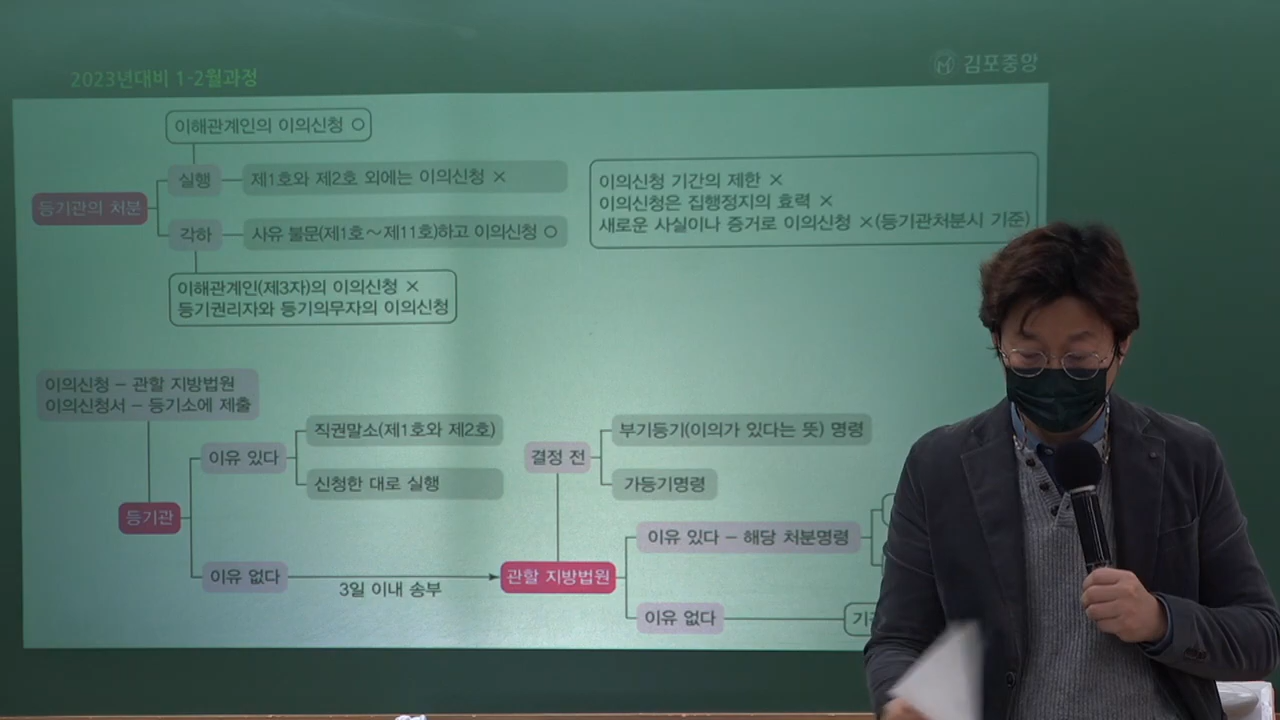 2023년대비 1-2월과정
김포중앙
이해관계인의 이의신청 ○
실행
제1호와 제2호 외에는 이의신청 ×
등기관의 처분
각하
사유 불문(제1호~제11호)하고 이의신청 ○
이해관계인(제3자)의 이의신청 ×
등기권리자와 등기의무자의 이의신청
이의신청 기간의 제한 ×
이의신청은 집행정지의 효력 ×
새로운 사실이나 증거로 이의신청 ×(등기관처분시 기준)
이의신청 – 관할 지방법원
이의신청서 – 등기소에 제출
등기관
이유 있다
직권말소(제1호와 제2호)
신청한 대로 실행
이유 없다
3일 이내 송부
관할 지방법원
결정 전
부기등기(이의가 있다는 뜻) 명령
가등기명령
이유 있다 – 해당 처분명령
이유 없다